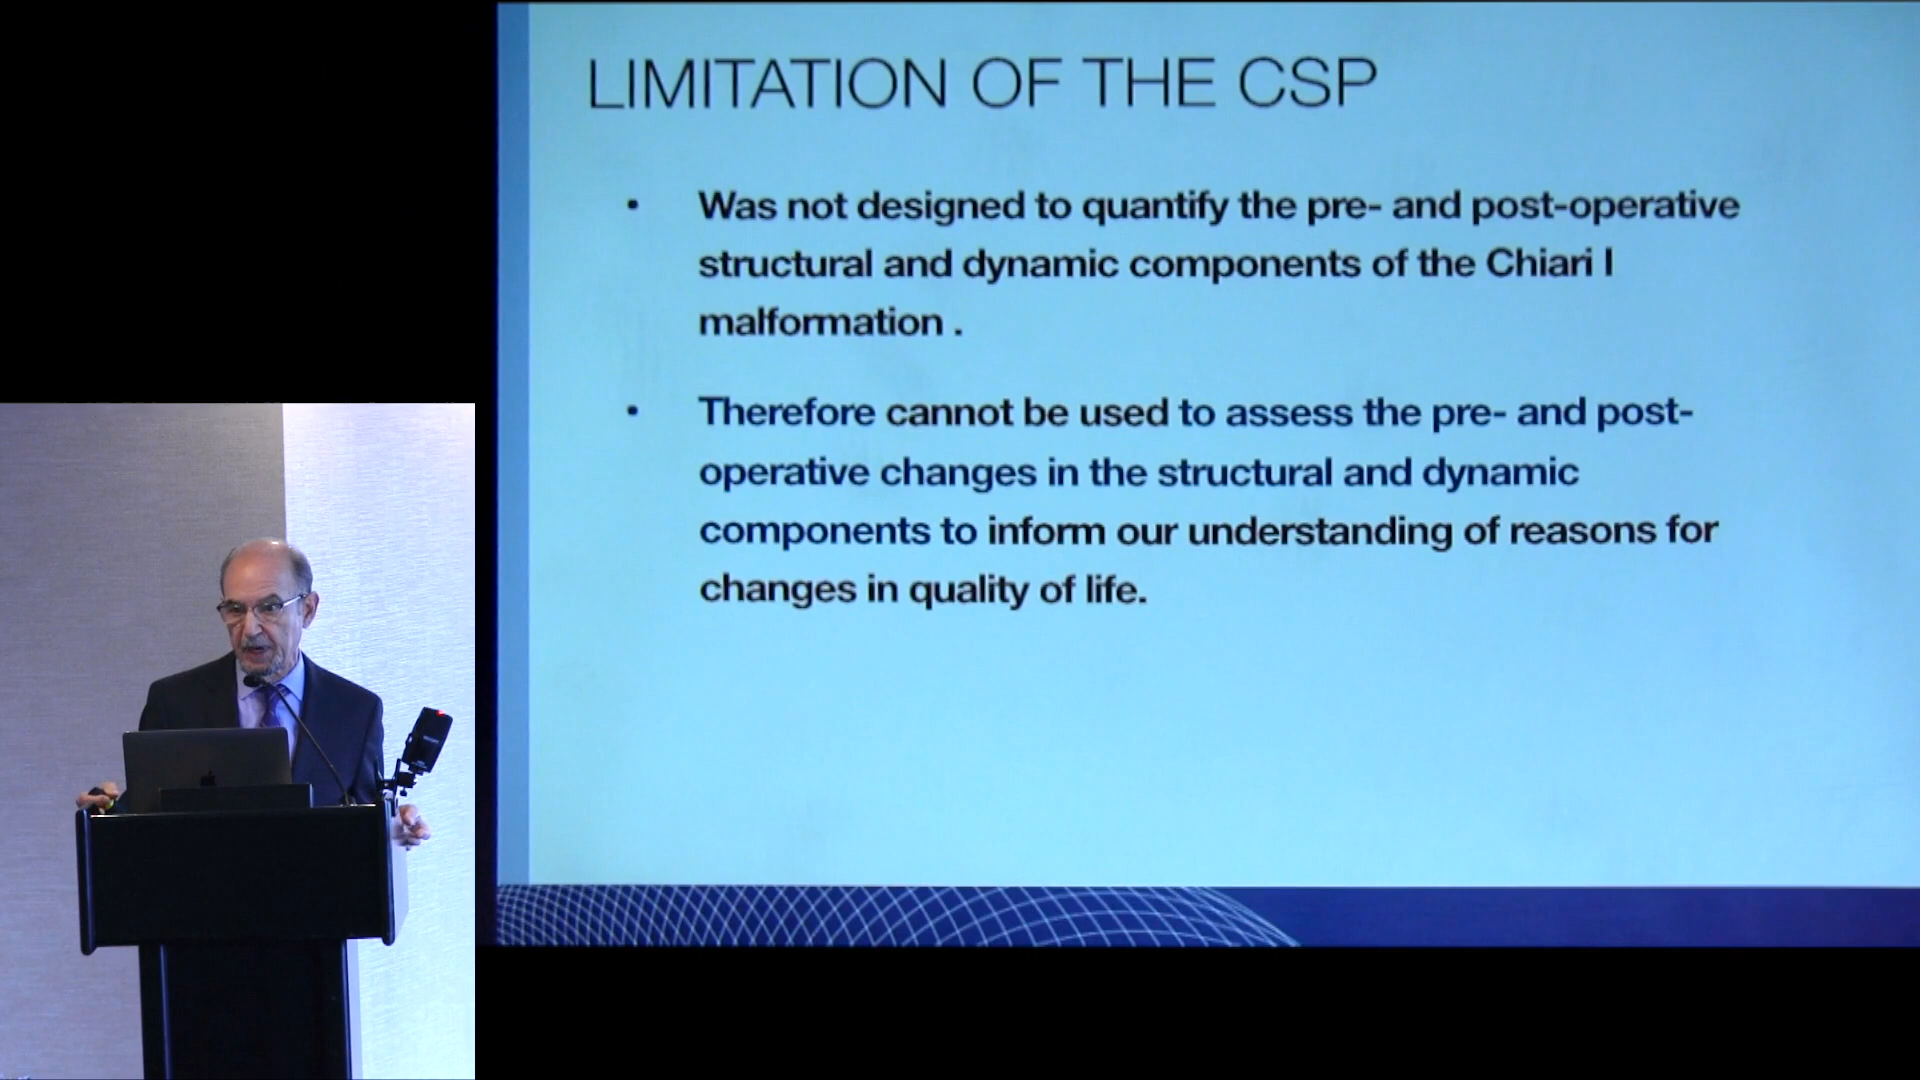 LIMITATION OF THE CSP
• Was not designed to quantify the pre- and post-operative
structural and dynamic components of the Chiari I
malformation .
• Therefore cannot be used to assess the pre- and post-
operative changes in the structural and dynamic
components to inform our understanding of reasons for
changes in quality of life.